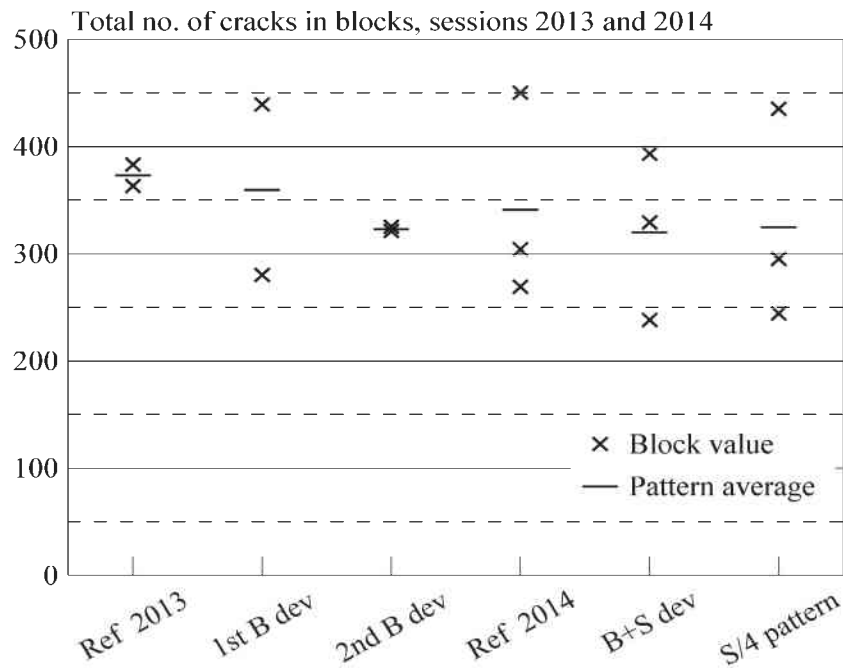 Total no. of cracks in blocks, sessions 2013 and 2014
500
400
300
200
100
0
Block value
Pattern average
Ref 2013
1st B dev
2nd B dev
Ref 2014
B+S dev
S/4 pattern